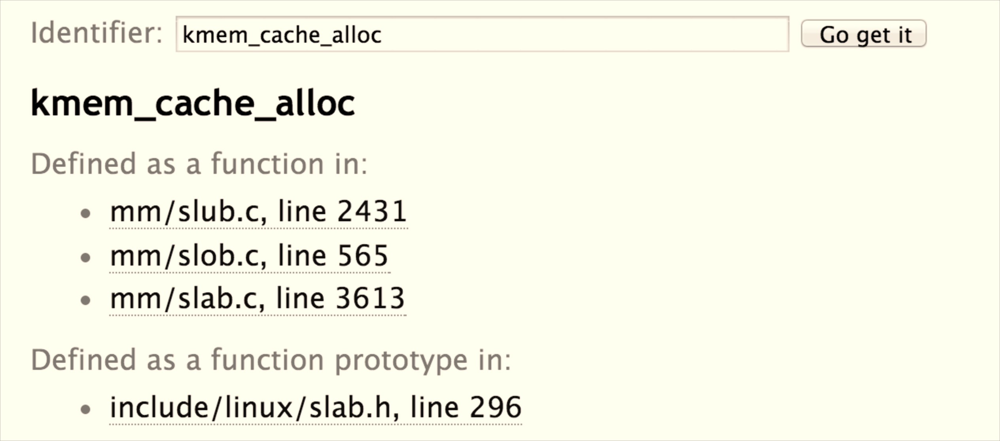 Identifier: kmem_cache_alloc Go get it
kmem_cache_alloc
Defined as a function in:
mm/slub.c, line 2431
mm/slob.c, line 565
mm/slab.c, line 3613
Defined as a function prototype in:
include/linux/slab.h, line 296